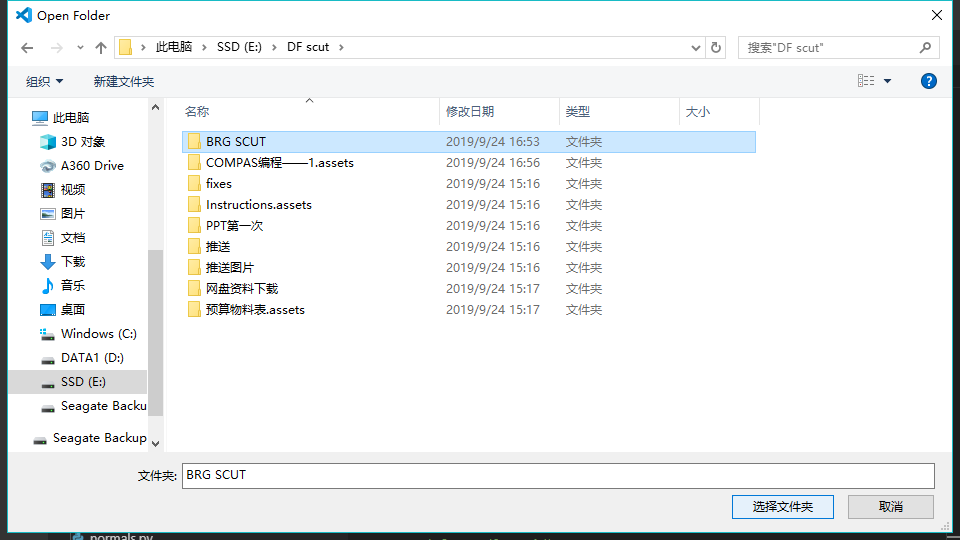 Open Folder
此电脑 SSD (E:) DF scut
搜索"DF scut"
组织 新建文件夹
名称 修改日期 类型 大小
此电脑
3D 对象
A360 Drive
视频
图片
文档
下载
音乐
桌面
Windows (C:)
DATA1 (D:)
SSD (E:)
Seagate Backu
Seagate Backup
BRG SCUT 2019/9/24 16:53 文件夹
COMPAS编程——1.assets 2019/9/24 16:56 文件夹
fixes 2019/9/24 15:16 文件夹
Instructions.assets 2019/9/24 15:16 文件夹
PPT第一次 2019/9/24 15:16 文件夹
推送 2019/9/24 15:16 文件夹
推送图片 2019/9/24 15:16 文件夹
网盘资料下载 2019/9/24 15:17 文件夹
预算物料表.assets 2019/9/24 15:17 文件夹
文件夹: BRG SCUT
选择文件夹 取消
normals.py